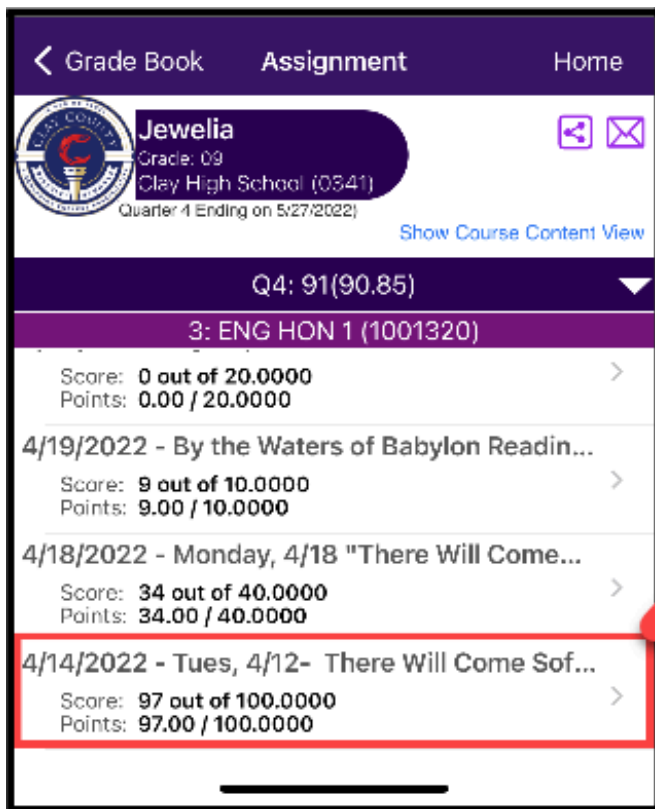 Grade Book Assignment Home
CLAY COUNTY
Jewelia
Grade: 09
Clay High School (0341)
Quarter 4 Ending on 5/27/2022)
Show Course Content View
Q4: 91(90.85)
3: ENG HON 1 (1001320)
Score: 0 out of 20.0000
Points: 0.00 / 20.0000
4/19/2022 - By the Waters of Babylon Readin...
Score: 9 out of 10.0000
Points: 9.00 / 10.0000
4/18/2022 - Monday, 4/18 "There Will Come...
Score: 34 out of 40.0000
Points: 34.00 / 40.0000
4/14/2022 - Tues, 4/12- There Will Come Sof...
Score: 97 out of 100.0000
Points: 97.00 / 100.0000